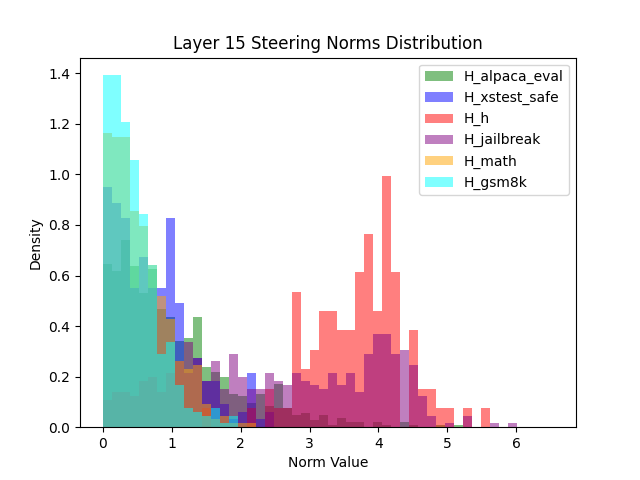 Layer 15 Steering Norms Distribution
H_alpaca_eval
H_xstest_safe
H_h
H_jailbreak
H_math
H_gsm8k
Density
1.4
1.2
1.0
0.8
0.6
0.4
0.2
0.0
0 1 2 3 4 5 6
Norm Value